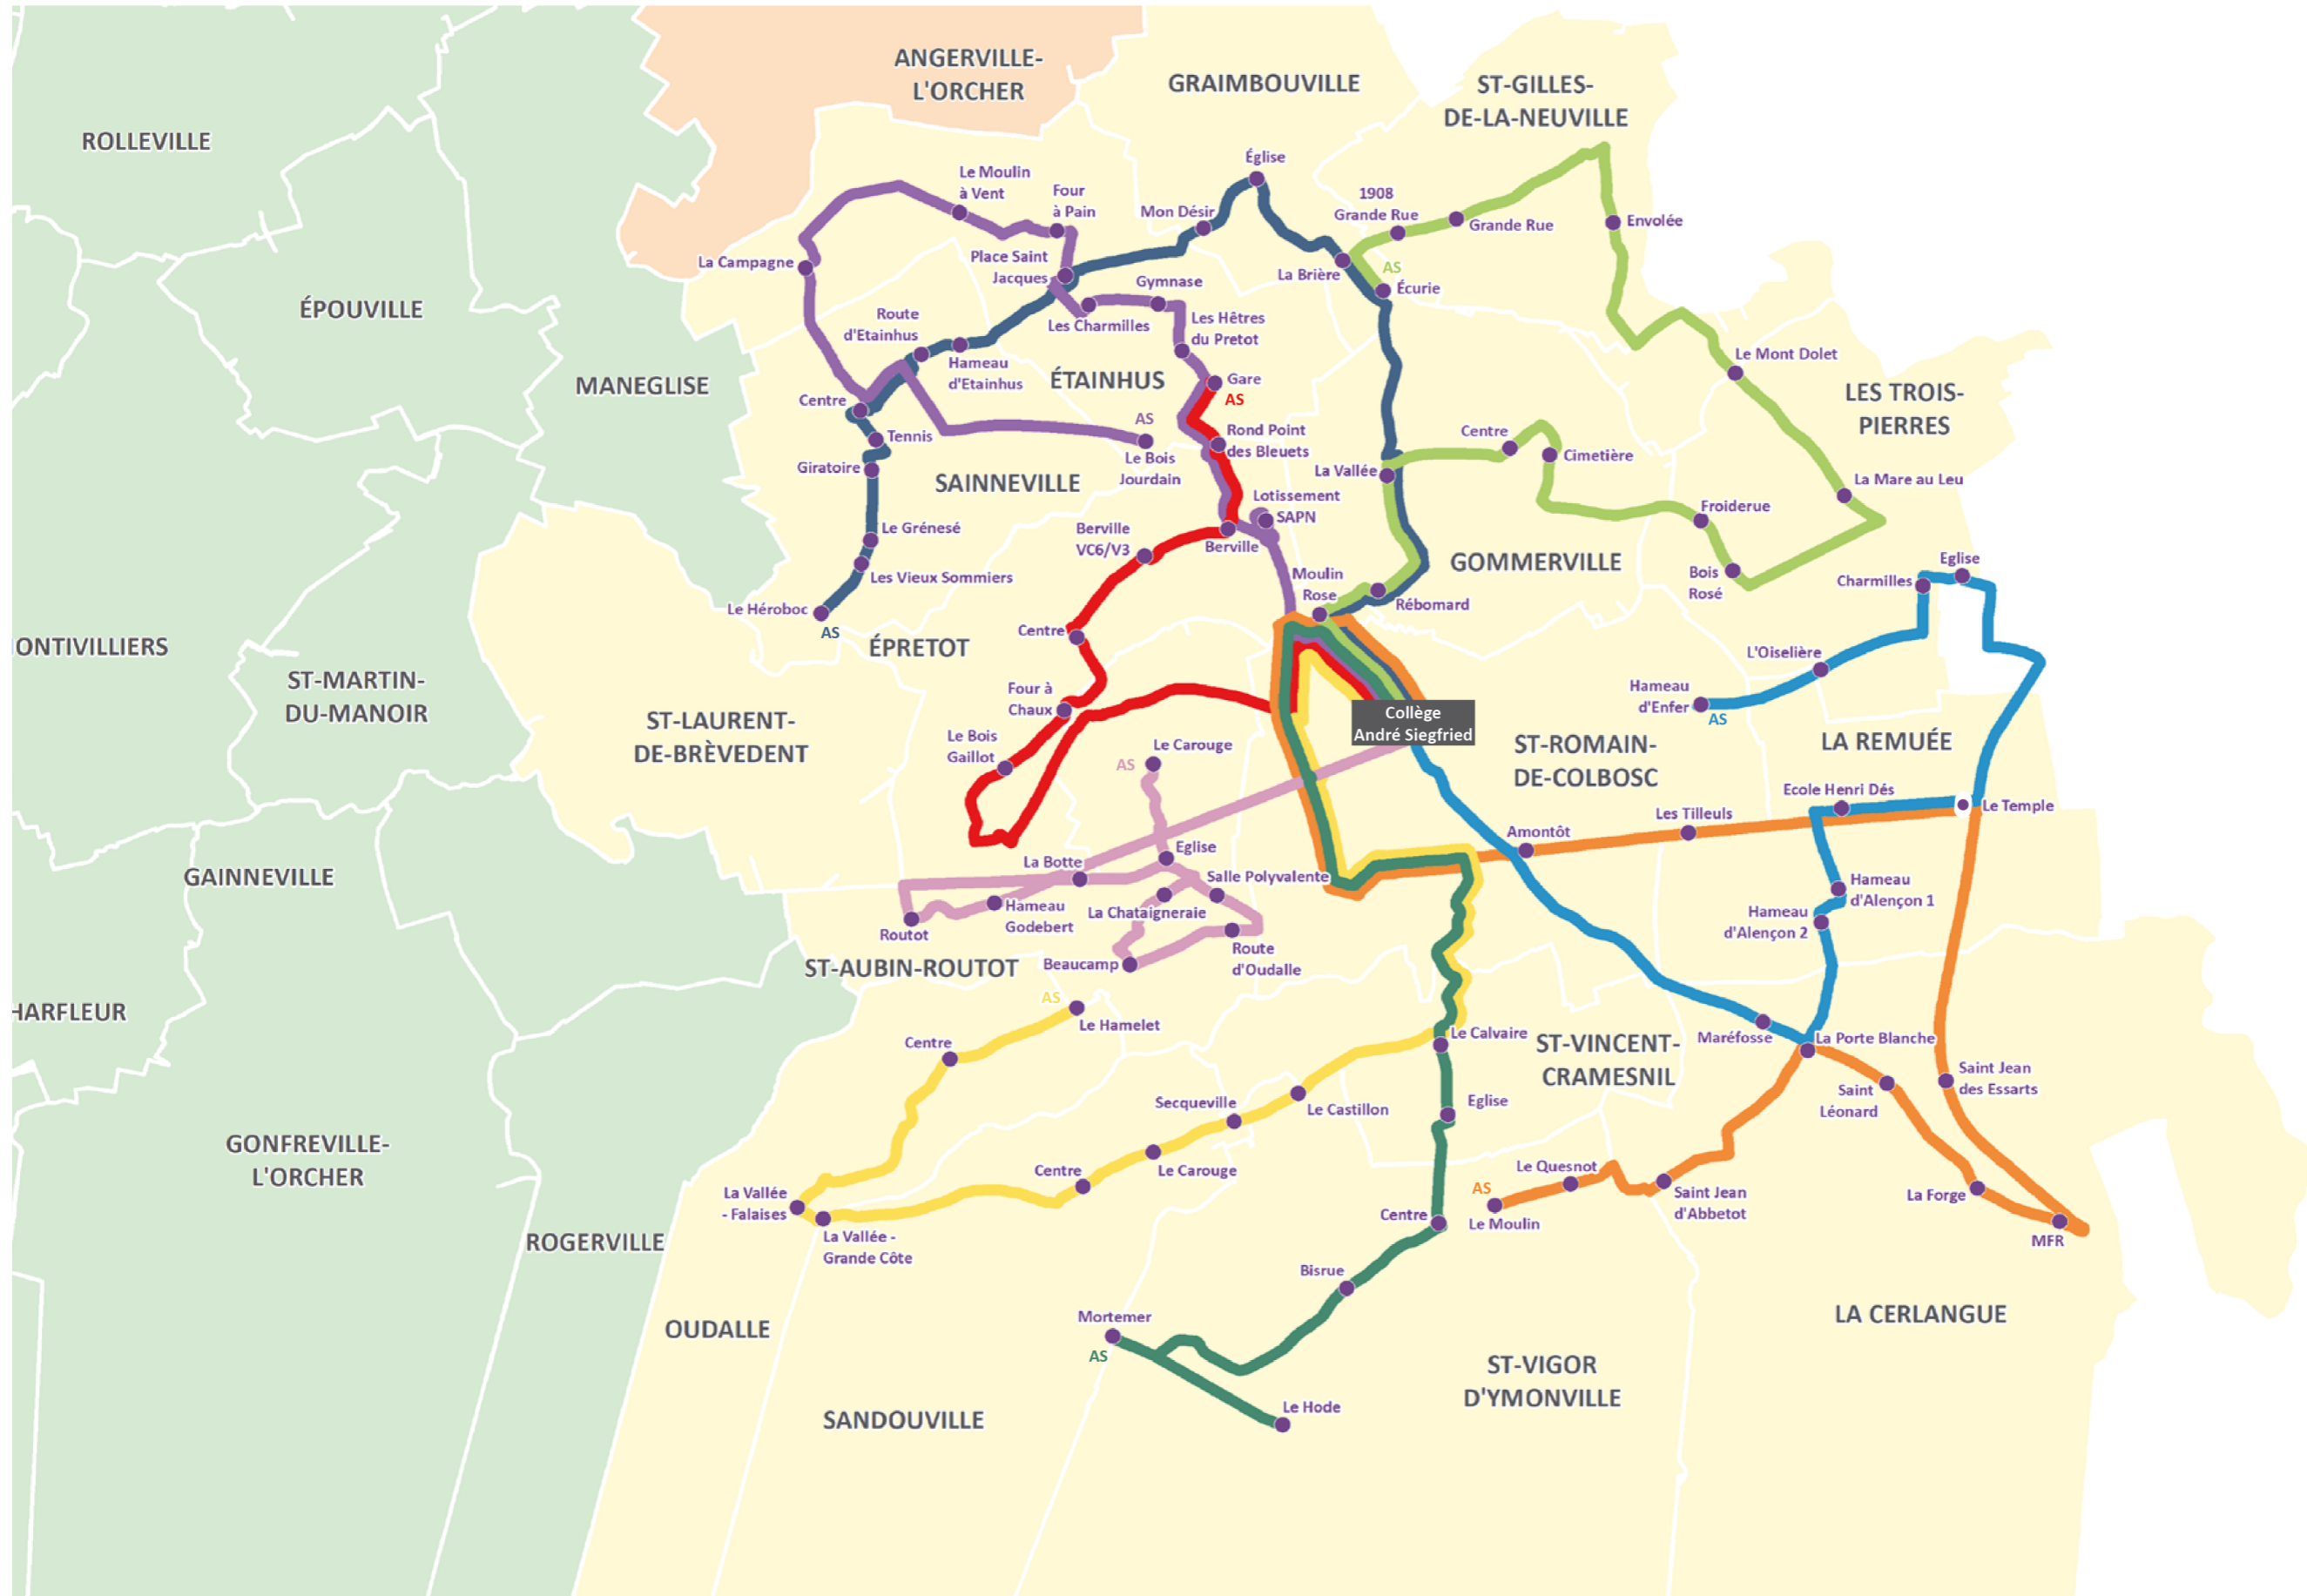 ANGERVILLE-
L'ORCHER
GRAIMBOUVILLE
ST-GILLES-
DE-LA-NEUVILLE
ROLLEVILLE
Église
Le Moulin
à Vent
Four
à Pain
1908
Grande Rue
Mon Désir
Grande Rue
Envolée
La Campagne
Place Saint
Jacques
La Brière
AS
Écurie
ÉPOUVILLE
Gymnase
Route
d'Etainhus
Les Charmilles
Les Hêtres
du Pretot
Le Mont Dolet
Hameau
d'Etainhus
MANEGLISE
ÉTAINHUS
Gare
AS
LES TROIS-
PIERRES
Centre
AS
Tennis
Rond Point
des Bleuets
Centre
Cimetière
Giratoire
Le Bois
Jourdain
La Vallée
SAINNEVILLE
La Mare au Leu
Lotissement
SAPN
Froiderue
Le Grénesé
Berville
VC6/V3
Berville
GOMMERVILLE
Eglise
Les Vieux Sommiers
Moulin
Rose
Bois
Rosé
Charmilles
Le Héroboc
AS
Rébomard
Centre
ONTIVILLIERS
ÉPRETOT
L'Oiselière
ST-MARTIN-
DU-MANOIR
Four à
Chaux
Hameau
d'Enfer
AS
ST-LAURENT-
DE-BRÈVEDENT
Collège
André Siegfried
Le Bois
Gaillot
Le Carouge
AS
ST-ROMAIN-
DE-COLBOSC
LA REMUÉE
Ecole Henri Dés
Le Temple
Les Tilleuls
Amontôt
Eglise
La Botte
GAINNEVILLE
Salle Polyvalente
Hameau
d'Alençon 1
Hameau
Godebert
La Chataigneraie
Hameau
d'Alençon 2
Routot
Route
d'Oudalle
ST-AUBIN-ROUTOT
Beaucamp
AS
HARFLEUR
Le Hamelet
Centre
Le Calvaire
ST-VINCENT-
CRAMESNIL
Maréfosse
La Porte Blanche
Saint Jean
des Essarts
Saint
Léonard
Secqueville
Le Castillon
Eglise
GONFREVILLE-
L'ORCHER
Centre
Le Carouge
Le Quesnot
AS
Le Moulin
Saint Jean
d'Abbetot
La Forge
La Vallée
- Falaises
Centre
MFR
ROGERVILLE
La Vallée -
Grande Côte
Bisrue
OUDALLE
Mortemer
AS
LA CERLANGUE
ST-VIGOR
D'YMONVILLE
SANDOUVILLE
Le Hode